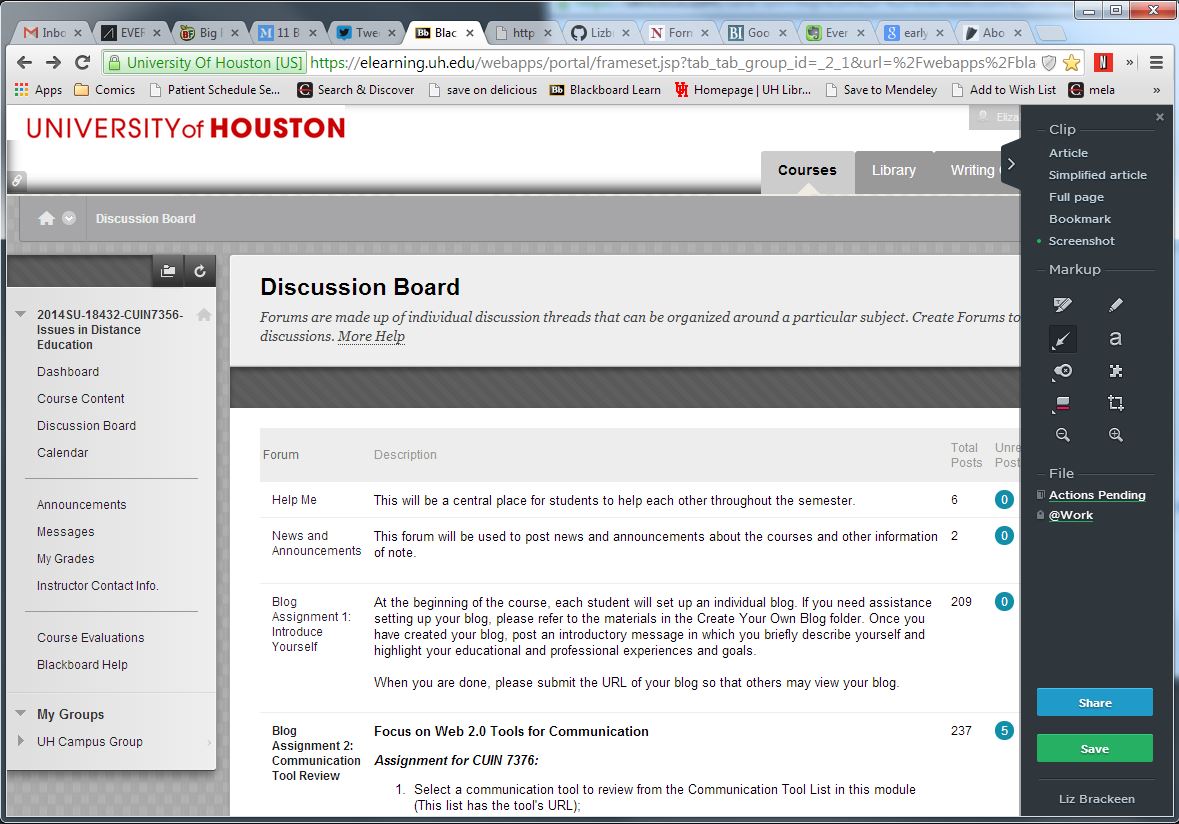 Inbo
EVER
Big
11 B
Twe
Blac
http
Lizb
Forn
Goo
Ever
early
Abo
University Of Houston [US]
https://elearning.uh.edu/webapps/portal/frameset.jsp?tab_tab_group_id=_2_1&url=%2Fwebapps%2Fbla
Apps
Comics
Patient Schedule Se...
Search & Discover
save on delicious
Blackboard Learn
Homepage | UH Libr...
Save to Mendeley
Add to Wish List
mela
UNIVERSITY of HOUSTON
Eliza
Courses
Library
Writing
Discussion Board
2014SU-18432-CUIN7356-
Issues in Distance
Education
Dashboard
Course Content
Discussion Board
Calendar
Announcements
Messages
My Grades
Instructor Contact Info.
Course Evaluations
Blackboard Help
My Groups
UH Campus Group
Discussion Board
Forums are made up of individual discussion threads that can be organized around a particular subject. Create Forums to
discussions. More Help
Forum
Description
Total
Posts
Unre
Post
Help Me
This will be a central place for students to help each other throughout the semester.
6
0
News and
Announcements
This forum will be used to post news and announcements about the courses and other information
of note.
2
0
Blog
Assignment 1:
Introduce
Yourself
At the beginning of the course, each student will set up an individual blog. If you need assistance
setting up your blog, please refer to the materials in the Create Your Own Blog folder. Once you
have created your blog, post an introductory message in which you briefly describe yourself and
highlight your educational and professional experiences and goals.
When you are done, please submit the URL of your blog so that others may view your blog.
209
0
Blog
Assignment 2:
Communication
Tool Review
Focus on Web 2.0 Tools for Communication
Assignment for CUIN 7376:
1. Select a communication tool to review from the Communication Tool List in this module
(This list has the tool's URL);
237
5
Clip
Article
Simplified article
Full page
Bookmark
Screenshot
Markup
a
File
Actions Pending
@Work
Share
Save
Liz Brackeen